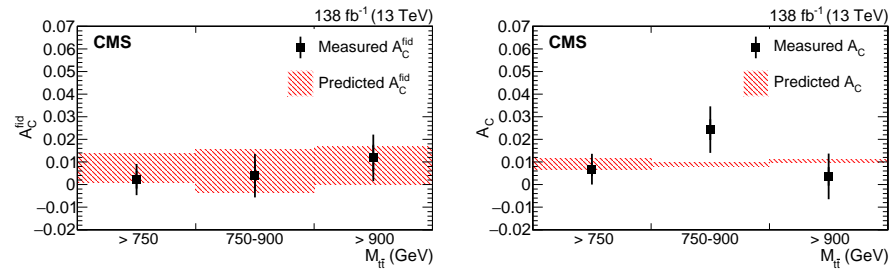 138 fb⁻¹ (13 TeV)
CMS
Measured A_C^fid
Predicted A_C^fid
A_C^fid
0.07
0.06
0.05
0.04
0.03
0.02
0.01
0
−0.01
−0.02
> 750
750-900
> 900
M_tt̄ (GeV)
138 fb⁻¹ (13 TeV)
CMS
Measured A_C
Predicted A_C
A_C
0.07
0.06
0.05
0.04
0.03
0.02
0.01
0
−0.01
−0.02
> 750
750-900
> 900
M_tt̄ (GeV)